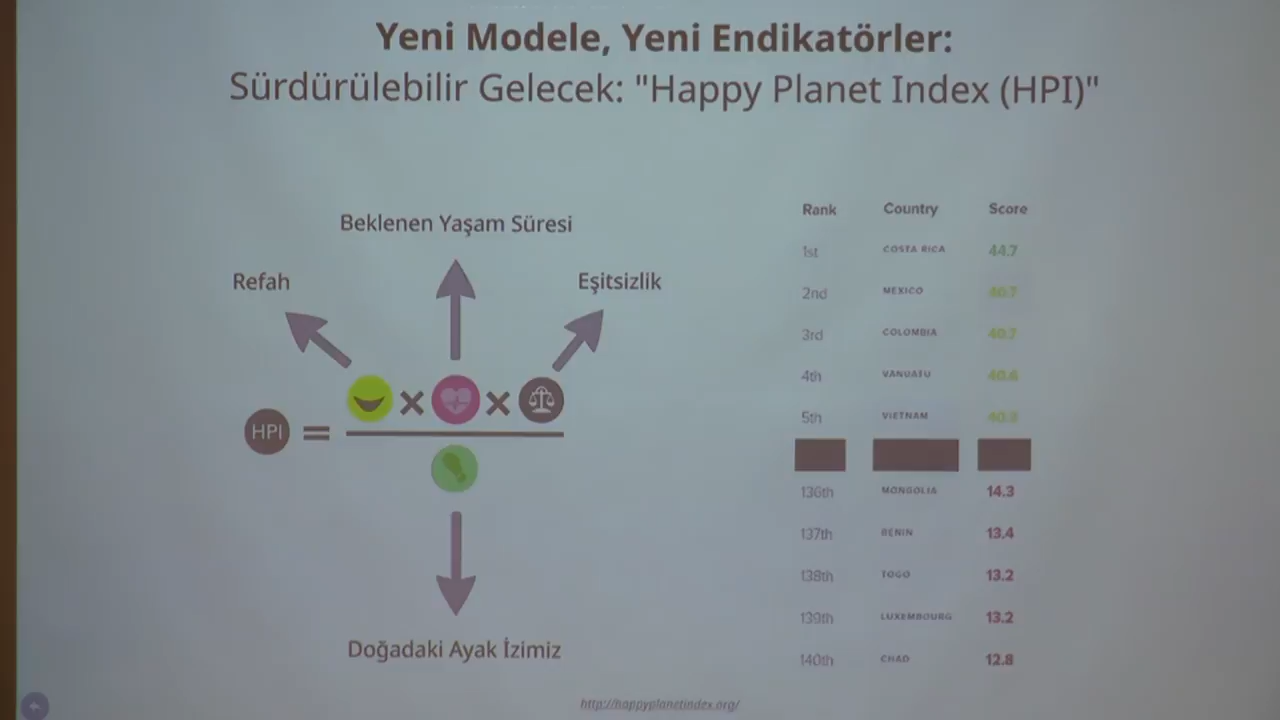 Yeni Modele, Yeni Endikatörler:
Sürdürülebilir Gelecek: "Happy Planet Index (HPI)"
Beklenen Yaşam Süresi
Refah
Eşitsizlik
HPI = × ×
Doğadaki Ayak İzimiz
Rank Country Score
1st COSTA RICA 44.7
2nd MEXICO 40.7
3rd COLOMBIA 40.7
4th VANUATU 40.6
5th VIETNAM 40.3
136th MONGOLIA 14.3
137th BENIN 13.4
138th TOGO 13.2
139th LUXEMBOURG 13.2
140th CHAD 12.8
http://happyplanetindex.org/